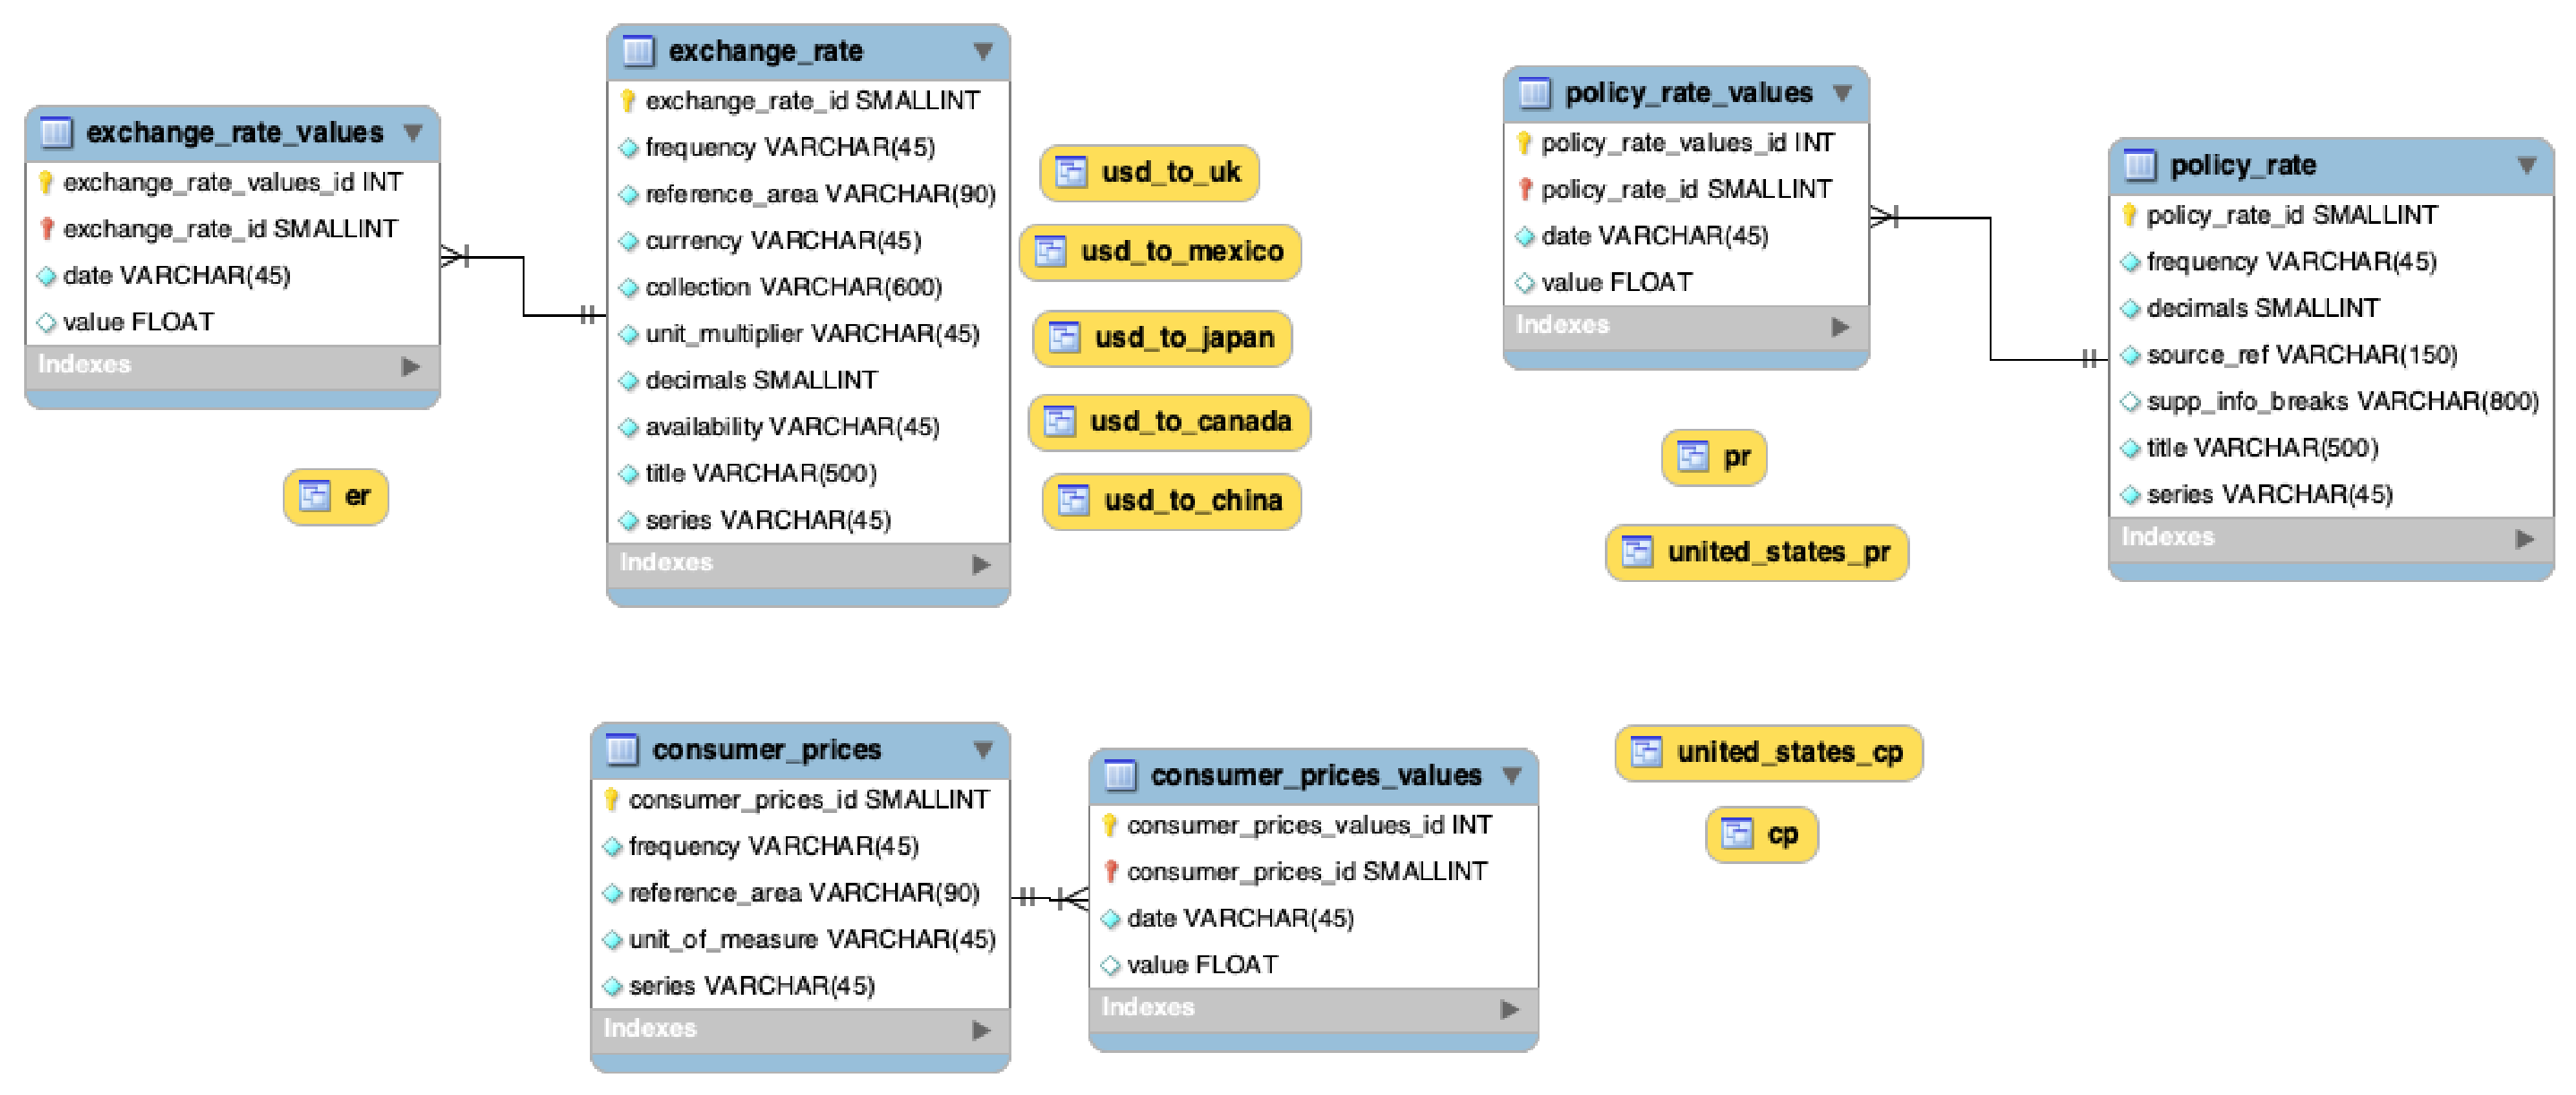 exchange_rate_values
exchange_rate_values_id INT
exchange_rate_id SMALLINT
date VARCHAR(45)
value FLOAT
Indexes
er
exchange_rate
exchange_rate_id SMALLINT
frequency VARCHAR(45)
reference_area VARCHAR(90)
currency VARCHAR(45)
collection VARCHAR(600)
unit_multiplier VARCHAR(45)
decimals SMALLINT
availability VARCHAR(45)
title VARCHAR(500)
series VARCHAR(45)
Indexes
usd_to_uk
usd_to_mexico
usd_to_japan
usd_to_canada
usd_to_china
policy_rate_values
policy_rate_values_id INT
policy_rate_id SMALLINT
date VARCHAR(45)
value FLOAT
Indexes
pr
united_states_pr
policy_rate
policy_rate_id SMALLINT
frequency VARCHAR(45)
decimals SMALLINT
source_ref VARCHAR(150)
supp_info_breaks VARCHAR(800)
title VARCHAR(500)
series VARCHAR(45)
Indexes
consumer_prices
consumer_prices_id SMALLINT
frequency VARCHAR(45)
reference_area VARCHAR(90)
unit_of_measure VARCHAR(45)
series VARCHAR(45)
Indexes
consumer_prices_values
consumer_prices_values_id INT
consumer_prices_id SMALLINT
date VARCHAR(45)
value FLOAT
Indexes
united_states_cp
cp